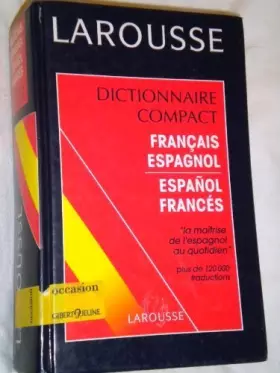 LAROUSSE
DICTIONNAIRE
COMPACT
FRANÇAIS
ESPAGNOL
ESPAÑOL
FRANCÉS
"la maîtrise
de l'espagnol
au quotidien"
plus de 120 000
traductions
occasion
GIBERT JEUNE
LAROUSSE